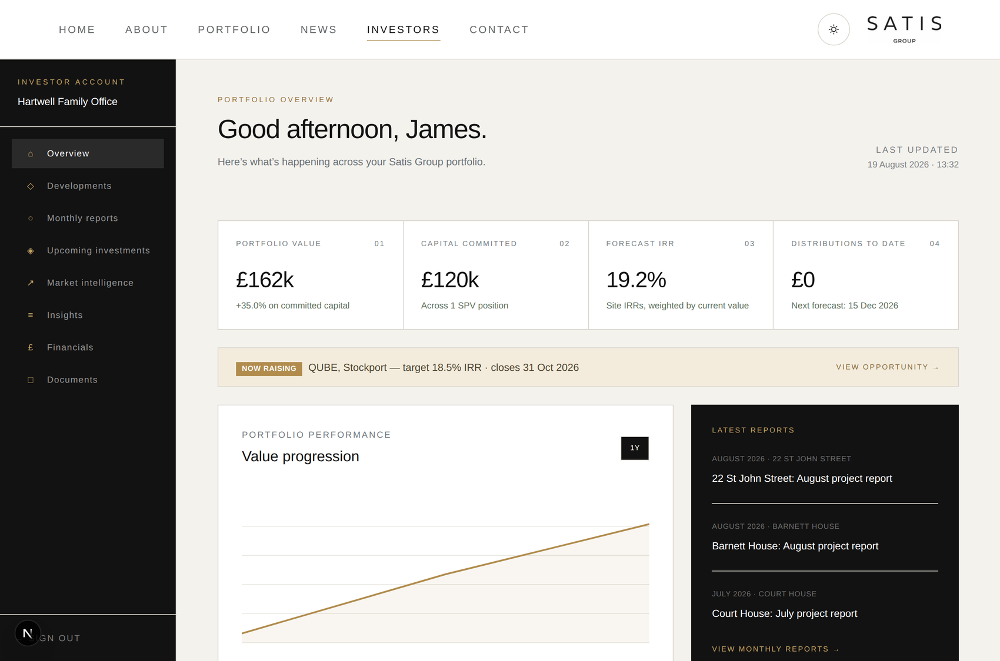 HOME ABOUT PORTFOLIO NEWS INVESTORS CONTACT
SATIS
GROUP
INVESTOR ACCOUNT
Hartwell Family Office
Overview
Developments
Monthly reports
Upcoming investments
Market intelligence
Insights
£ Financials
Documents
N
SIGN OUT
PORTFOLIO OVERVIEW
Good afternoon, James.
Here’s what’s happening across your Satis Group portfolio.
LAST UPDATED
19 August 2026 · 13:32
PORTFOLIO VALUE 01
£162k
+35.0% on committed capital
CAPITAL COMMITTED 02
£120k
Across 1 SPV position
FORECAST IRR 03
19.2%
Site IRRs, weighted by current value
DISTRIBUTIONS TO DATE 04
£0
Next forecast: 15 Dec 2026
NOW RAISING QUBE, Stockport — target 18.5% IRR · closes 31 Oct 2026
VIEW OPPORTUNITY →
PORTFOLIO PERFORMANCE
Value progression
1Y
LATEST REPORTS
AUGUST 2026 · 22 ST JOHN STREET
22 St John Street: August project report
AUGUST 2026 · BARNETT HOUSE
Barnett House: August project report
JULY 2026 · COURT HOUSE
Court House: July project report
VIEW MONTHLY REPORTS →